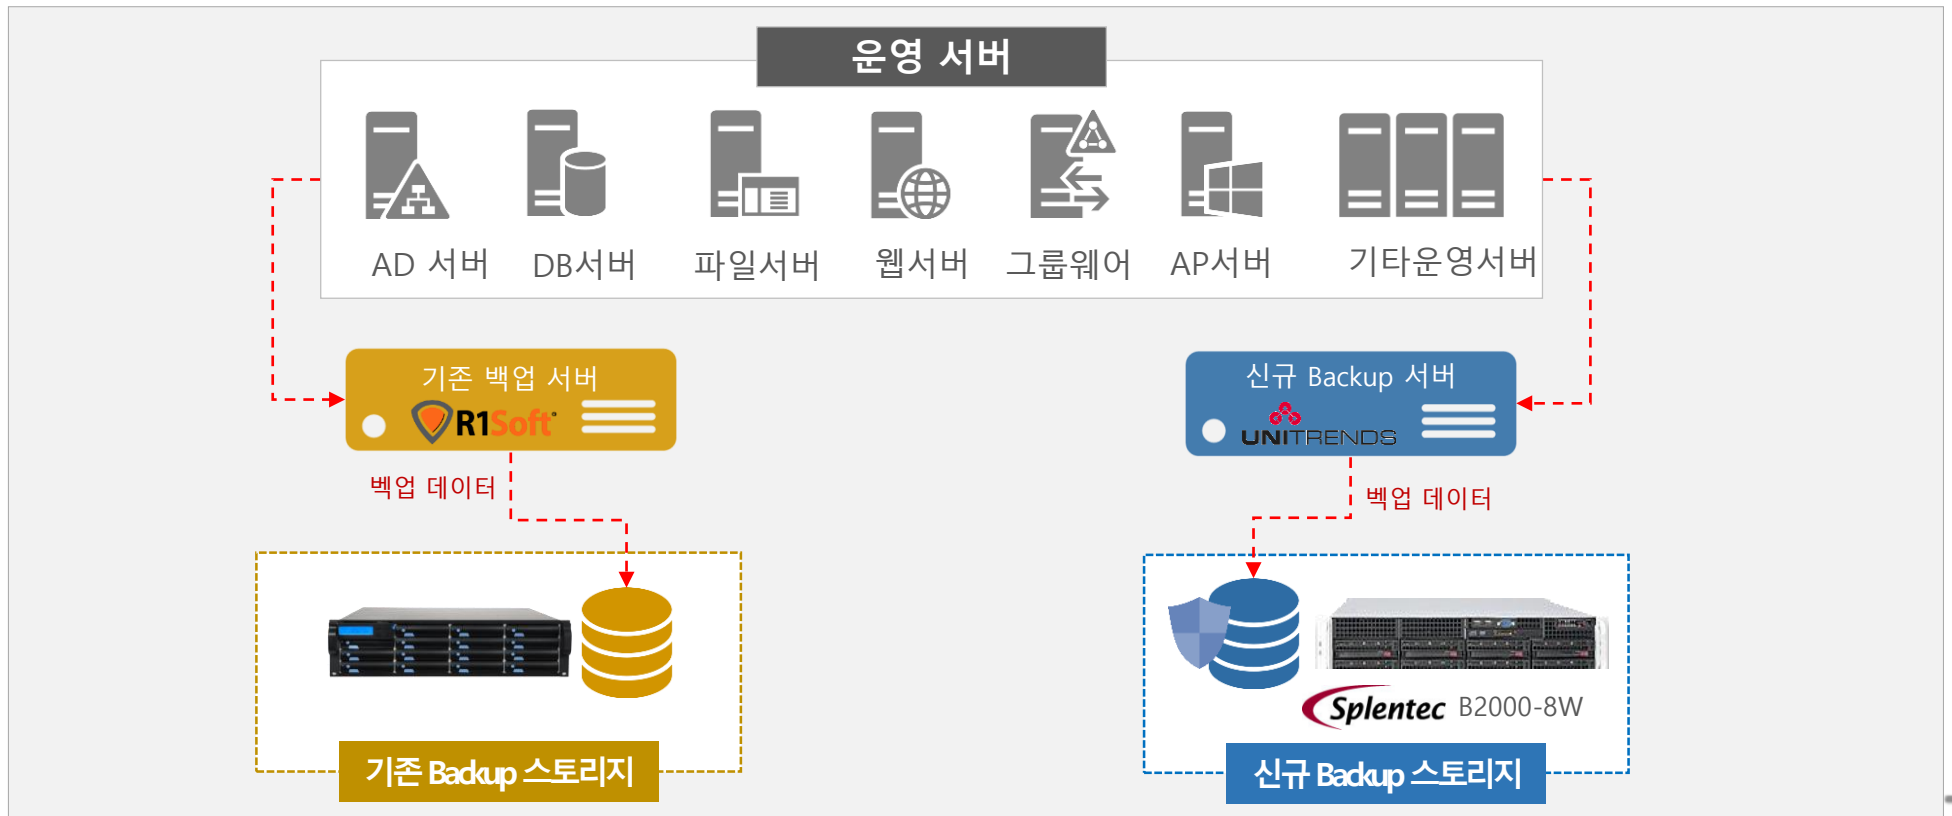 운영 서버
AD 서버
DB서버
파일서버
웹서버
그룹웨어
AP서버
기타운영서버
기존 백업 서버
R1Soft
신규 Backup 서버
UNITRENDS
벡업 데이터
벡업 데이터
Splentec B2000-8W
기존 Backup 스토리지
신규 Backup 스토리지